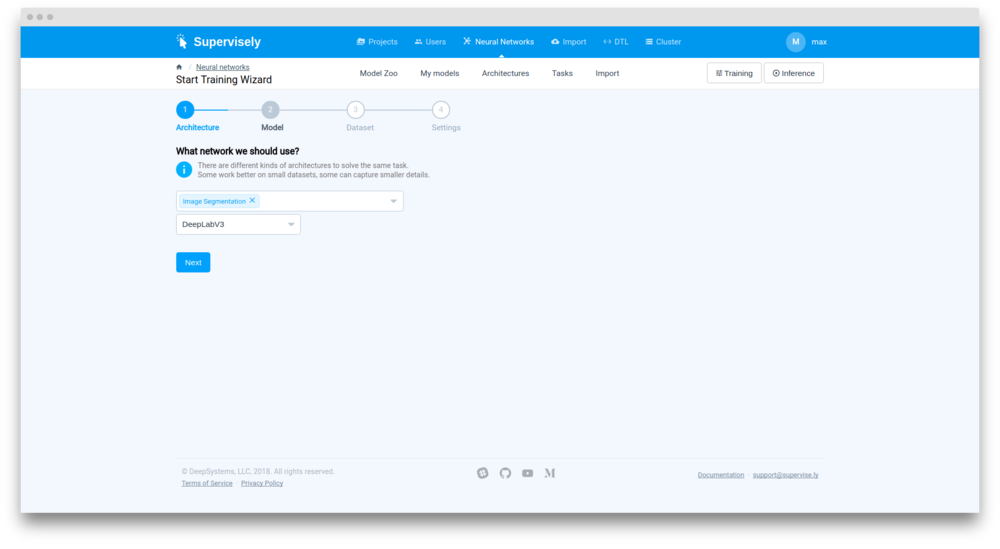 Supervisely
Projects Users Neural Networks Import DTL Cluster
M max
/ Neural networks
Start Training Wizard
Model Zoo My models Architectures Tasks Import
Training Inference
1 2 3 4
Architecture Model Dataset Settings
What network we should use?
There are different kinds of architectures to solve the same task.
Some work better on small datasets, some can capture smaller details.
Image Segmentation
DeepLabV3
Next
© DeepSystems, LLC, 2018. All rights reserved.
Terms of Service · Privacy Policy
Documentation · support@supervise.ly